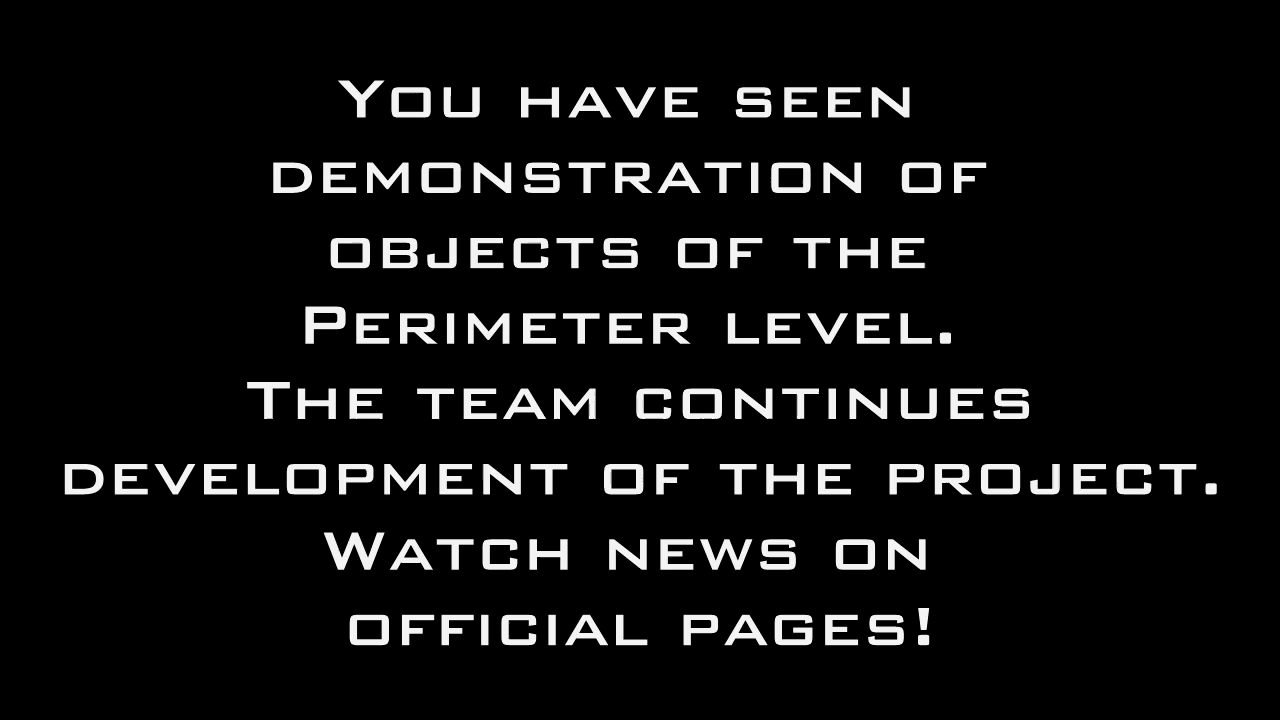 You have seen
demonstration of
objects of the
Perimeter level.
The team continues
development of the project.
Watch news on
official pages!